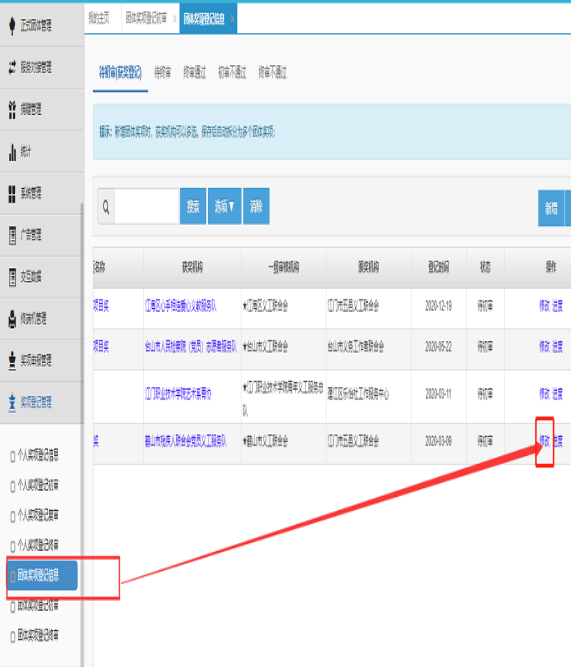 我的主页
团体奖项登记初审 ×
团体奖项登记信息 ×
正式团体管理
服务对接管理
捐赠管理
统计
系统管理
广告管理
交互数据
终端机管理
奖项申报管理
奖项登记管理
个人奖项登记信息
个人奖项登记初审
个人奖项登记复审
个人奖项登记终审
团体奖项登记信息
团体奖项登记初审
团体奖项登记终审
待初审(获奖登记) 待终审 终审通过 初审不通过 终审不通过
提示：新增团体奖项时，获奖机构可以多选，保存后自动拆分为多个团体奖项;
搜索 选项▼ 清除 新增
名称 获奖机构 一级审核机构 颁奖机构 登记时间 状态 操作
项目奖 江海区心手相连爱心义教服务队 ★江海区义工联合会 江门市五邑义工联合会 2020-12-19 待初审 修改 进度
项目奖 台山市人民检察院（党员）志愿者服务队 ★台山市义工联合会 台山市义务工作者联合会 2020-05-22 待初审 修改 进度
江门职业技术学院艺术系青协 ★江门职业技术学院青年义工服务总队 蓬江区乐怡社工作服务中心 2020-03-11 待初审 修改 进度
奖 鹤山市残疾人联合会党员义工服务队 ★鹤山市义工联合会 江门市五邑义工联合会 2020-03-09 待初审 修改 进度